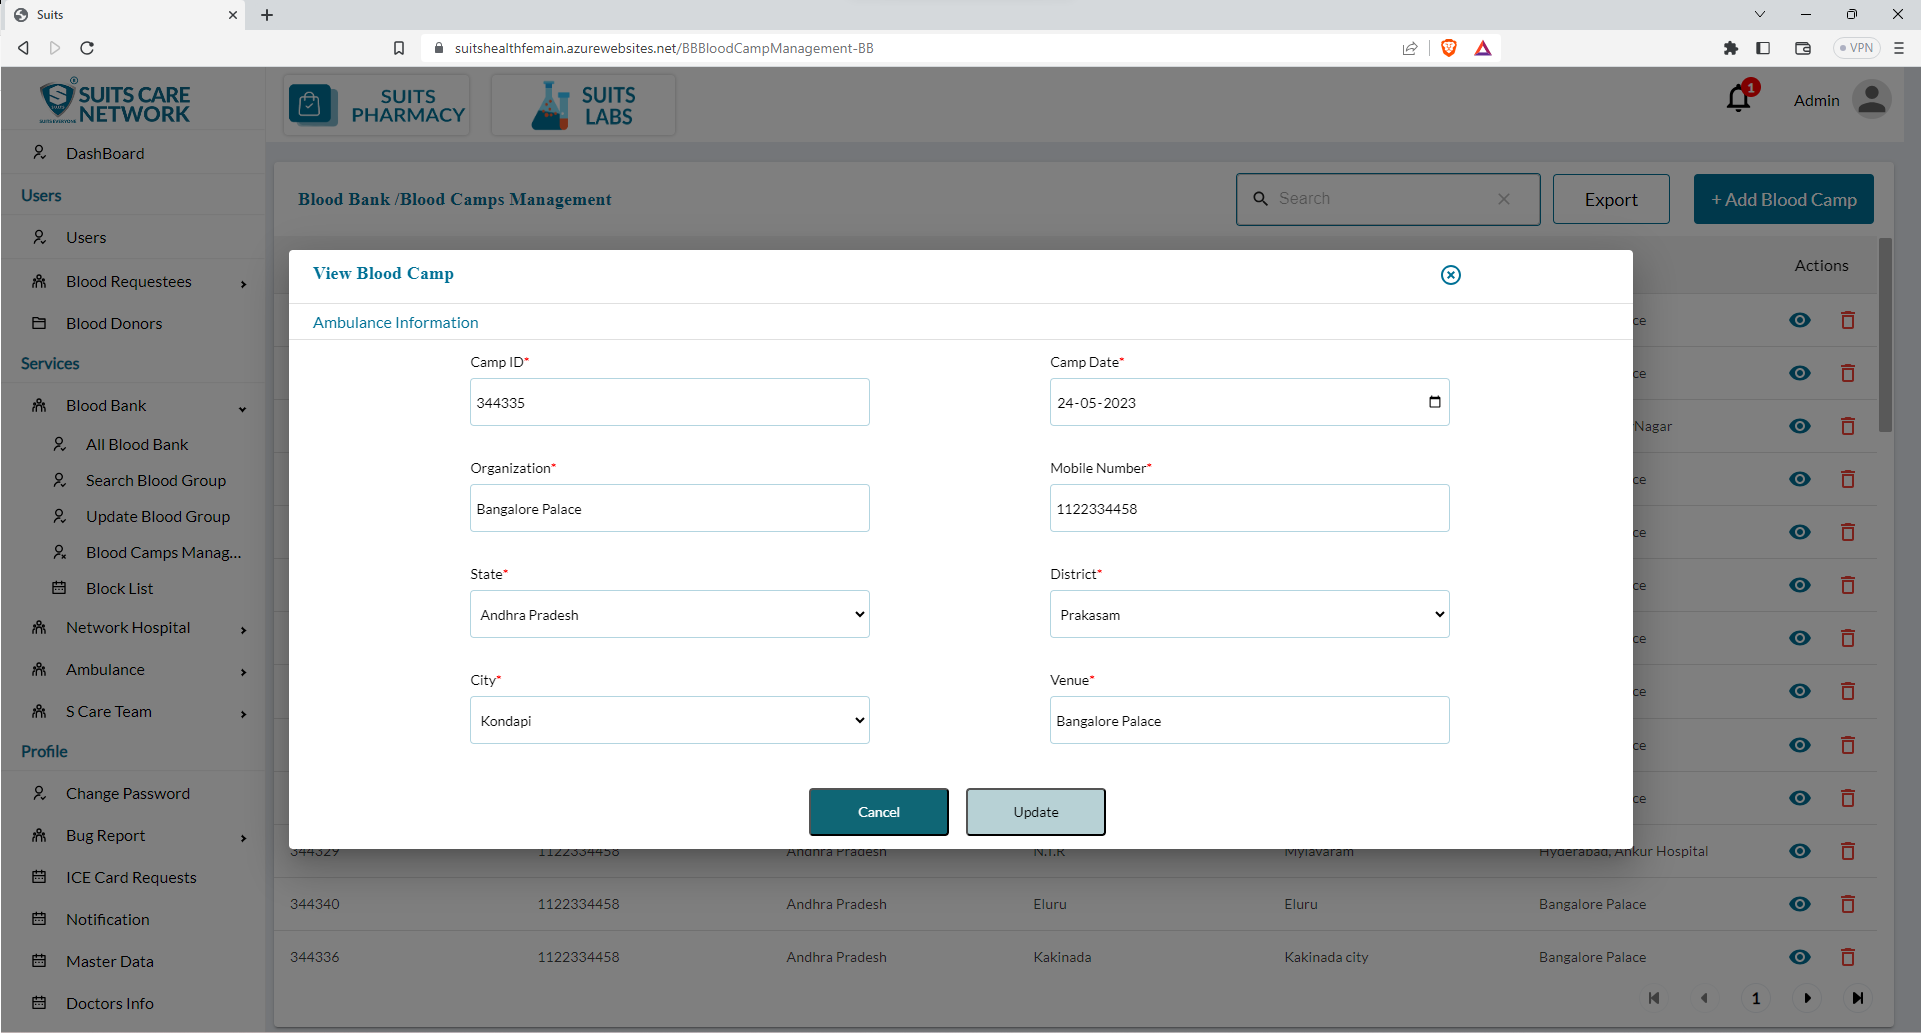 Suits
suitshealthfemain.azurewebsites.net/BBBloodCampManagement-BB
VPN
SUITS CARE
NETWORK
SUITS PHARMACY
SUITS LABS
1
Admin
DashBoard
Users
Users
Blood Requestees
Blood Donors
Services
Blood Bank
All Blood Bank
Search Blood Group
Update Blood Group
Blood Camps Manag...
Block List
Network Hospital
Ambulance
S Care Team
Profile
Change Password
Bug Report
ICE Card Requests
Notification
Master Data
Doctors Info
Blood Bank /Blood Camps Management
Search
Export
+ Add Blood Camp
Actions
View Blood Camp
Ambulance Information
Camp ID*
Camp Date*
344335
24-05-2023
Organization*
Mobile Number*
Bangalore Palace
1122334458
State*
District*
Andhra Pradesh
Prakasam
City*
Venue*
Kondapi
Bangalore Palace
Cancel
Update
ce
ce
Nagar
ce
ce
ce
ce
ce
ce
ce
344329 1122334458 Andhra Pradesh N.T.R Mylavaram Hyderabad, Ankur Hospital
344340 1122334458 Andhra Pradesh Eluru Eluru Bangalore Palace
344336 1122334458 Andhra Pradesh Kakinada Kakinada city Bangalore Palace
1